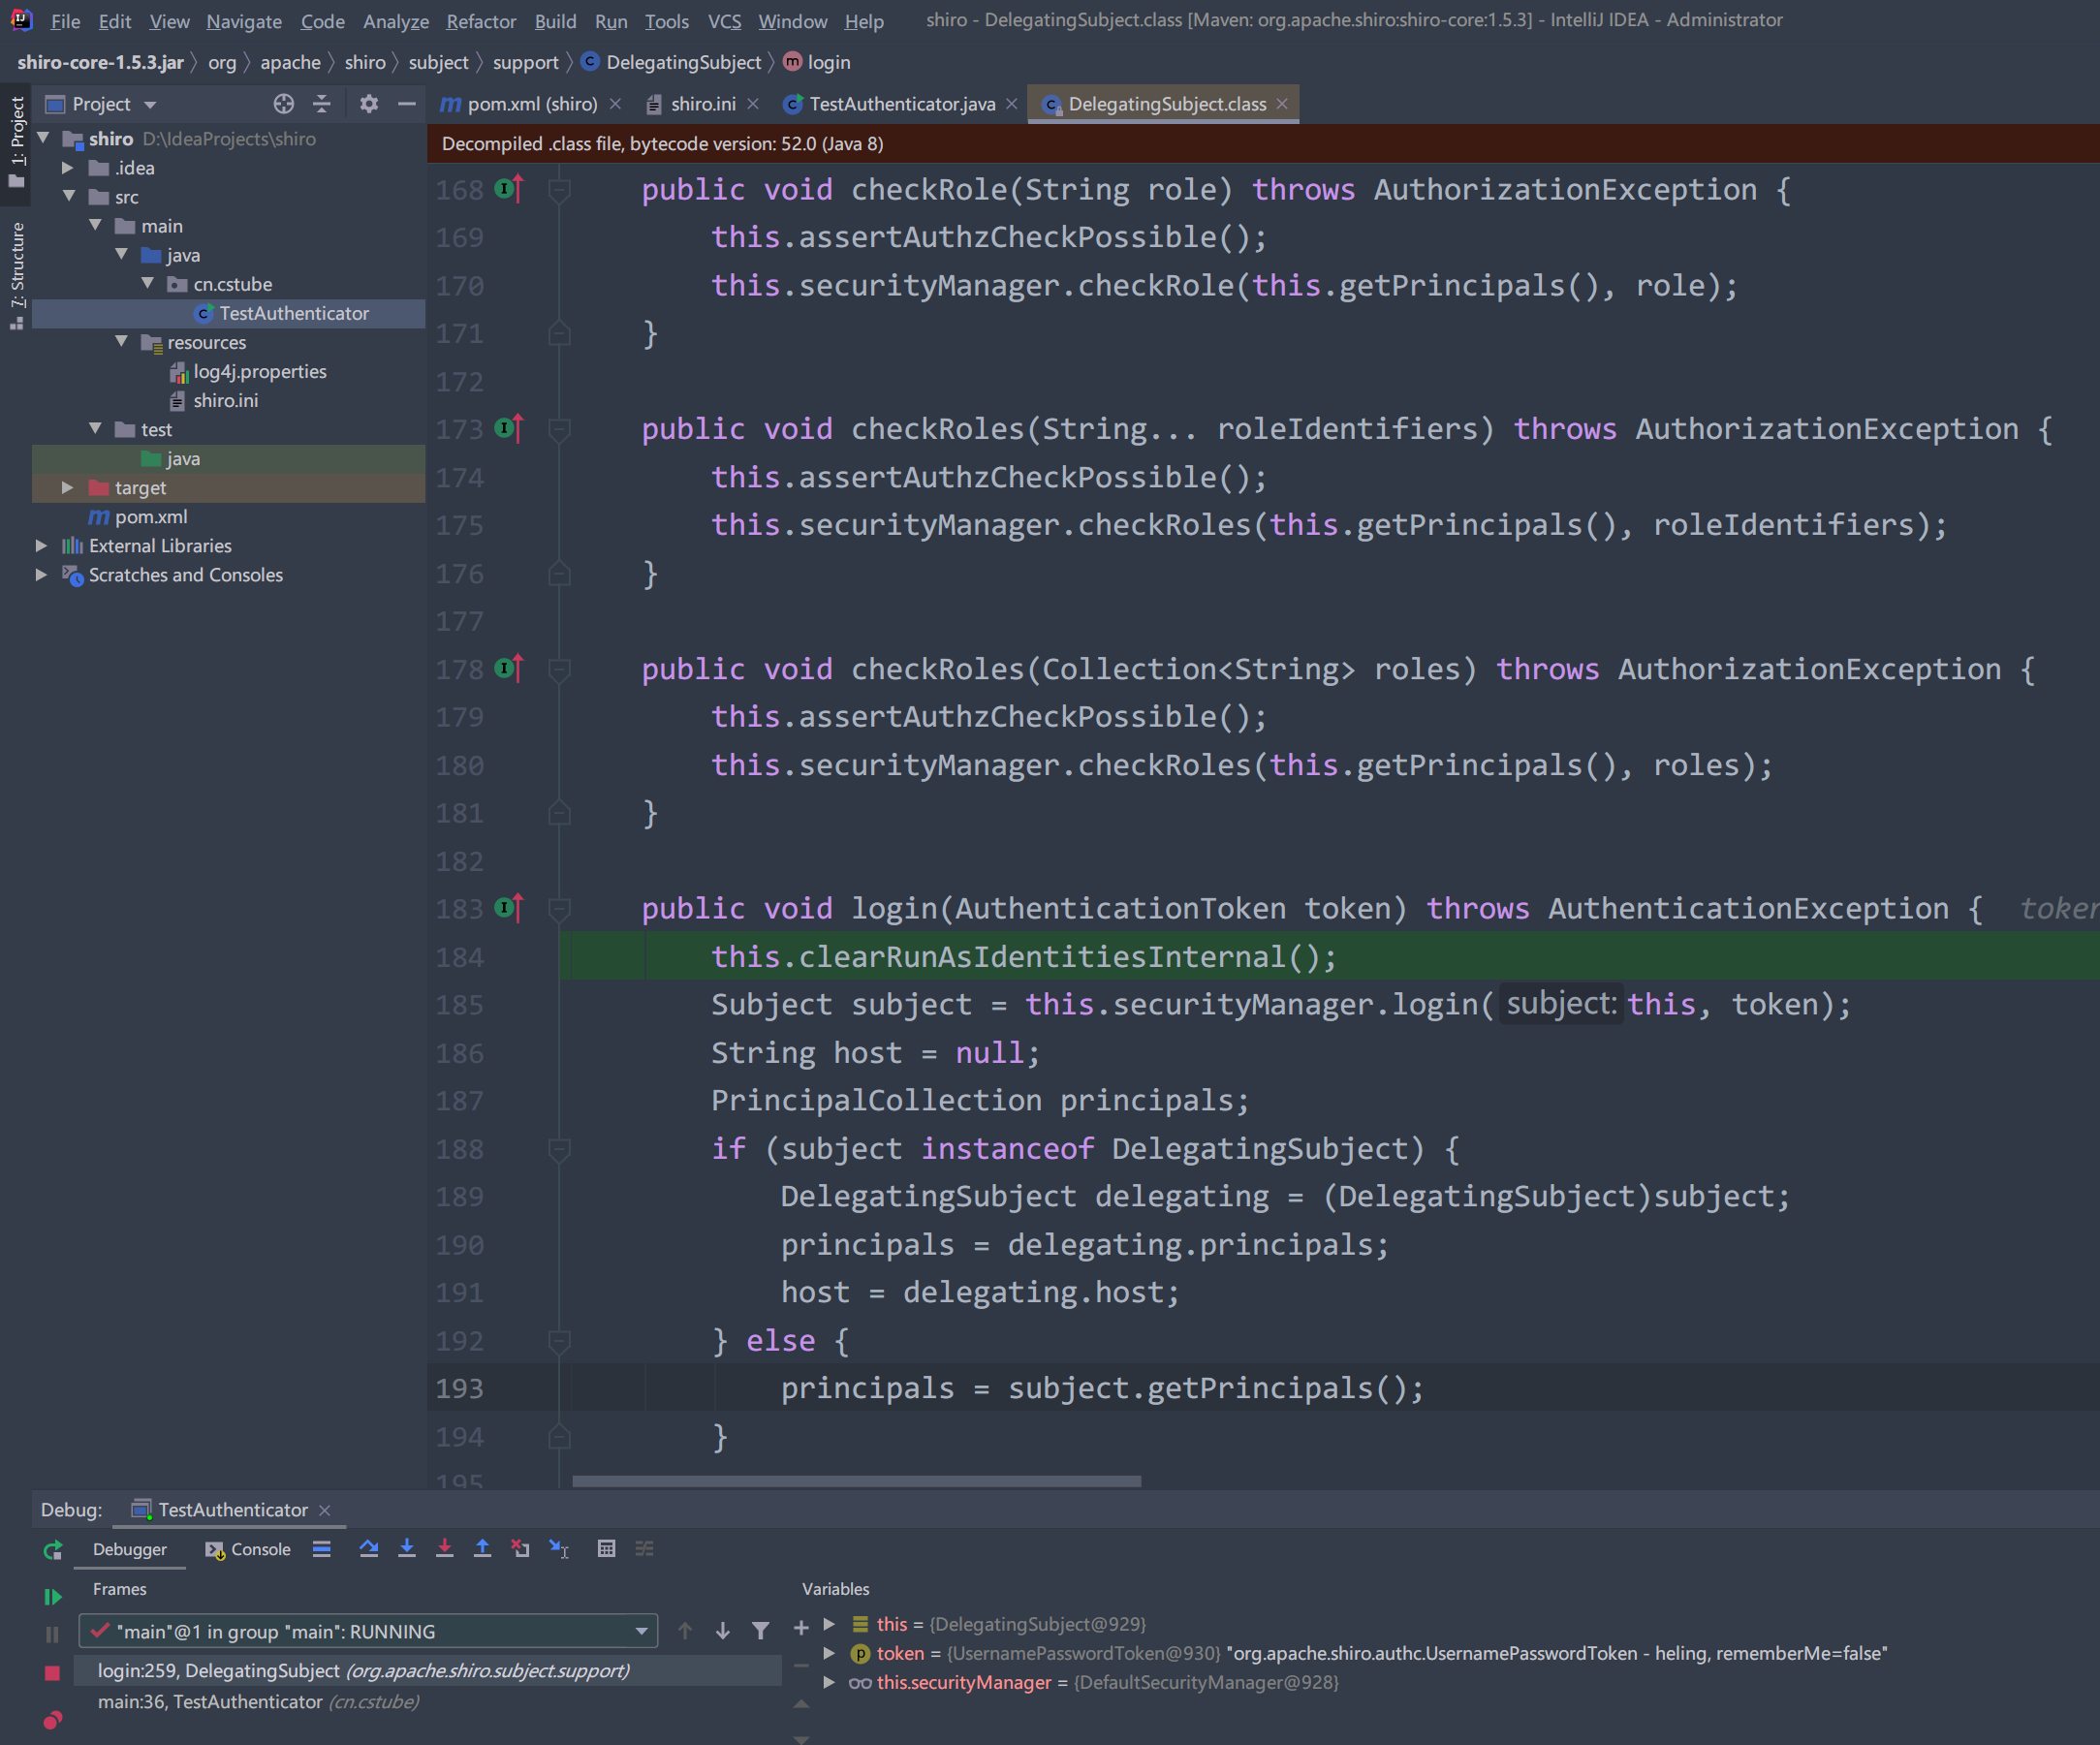 File Edit View Navigate Code Analyze Refactor Build Run Tools VCS Window Help shiro - DelegatingSubject.class [Maven: org.apache.shiro:shiro-core:1.5.3] - IntelliJ IDEA - Administrator
shiro-core-1.5.3.jar org apache shiro subject support DelegatingSubject login
1: Project
7: Structure
Project
shiro D:\IdeaProjects\shiro
.idea
src
main
java
cn.cstube
TestAuthenticator
resources
log4j.properties
shiro.ini
test
java
target
pom.xml
External Libraries
Scratches and Consoles
pom.xml (shiro) shiro.ini TestAuthenticator.java DelegatingSubject.class
Decompiled .class file, bytecode version: 52.0 (Java 8)
168 public void checkRole(String role) throws AuthorizationException {
169 this.assertAuthzCheckPossible();
170 this.securityManager.checkRole(this.getPrincipals(), role);
171 }
172
173 public void checkRoles(String... roleIdentifiers) throws AuthorizationException {
174 this.assertAuthzCheckPossible();
175 this.securityManager.checkRoles(this.getPrincipals(), roleIdentifiers);
176 }
177
178 public void checkRoles(Collection<String> roles) throws AuthorizationException {
179 this.assertAuthzCheckPossible();
180 this.securityManager.checkRoles(this.getPrincipals(), roles);
181 }
182
183 public void login(AuthenticationToken token) throws AuthenticationException { token
184 this.clearRunAsIdentitiesInternal();
185 Subject subject = this.securityManager.login( subject: this, token);
186 String host = null;
187 PrincipalCollection principals;
188 if (subject instanceof DelegatingSubject) {
189 DelegatingSubject delegating = (DelegatingSubject)subject;
190 principals = delegating.principals;
191 host = delegating.host;
192 } else {
193 principals = subject.getPrincipals();
194 }
195
Debug: TestAuthenticator
Debugger Console
Frames
"main"@1 in group "main": RUNNING
login:259, DelegatingSubject (org.apache.shiro.subject.support)
main:36, TestAuthenticator (cn.cstube)
Variables
this = {DelegatingSubject@929}
token = {UsernamePasswordToken@930} "org.apache.shiro.authc.UsernamePasswordToken - heling, rememberMe=false"
this.securityManager = {DefaultSecurityManager@928}